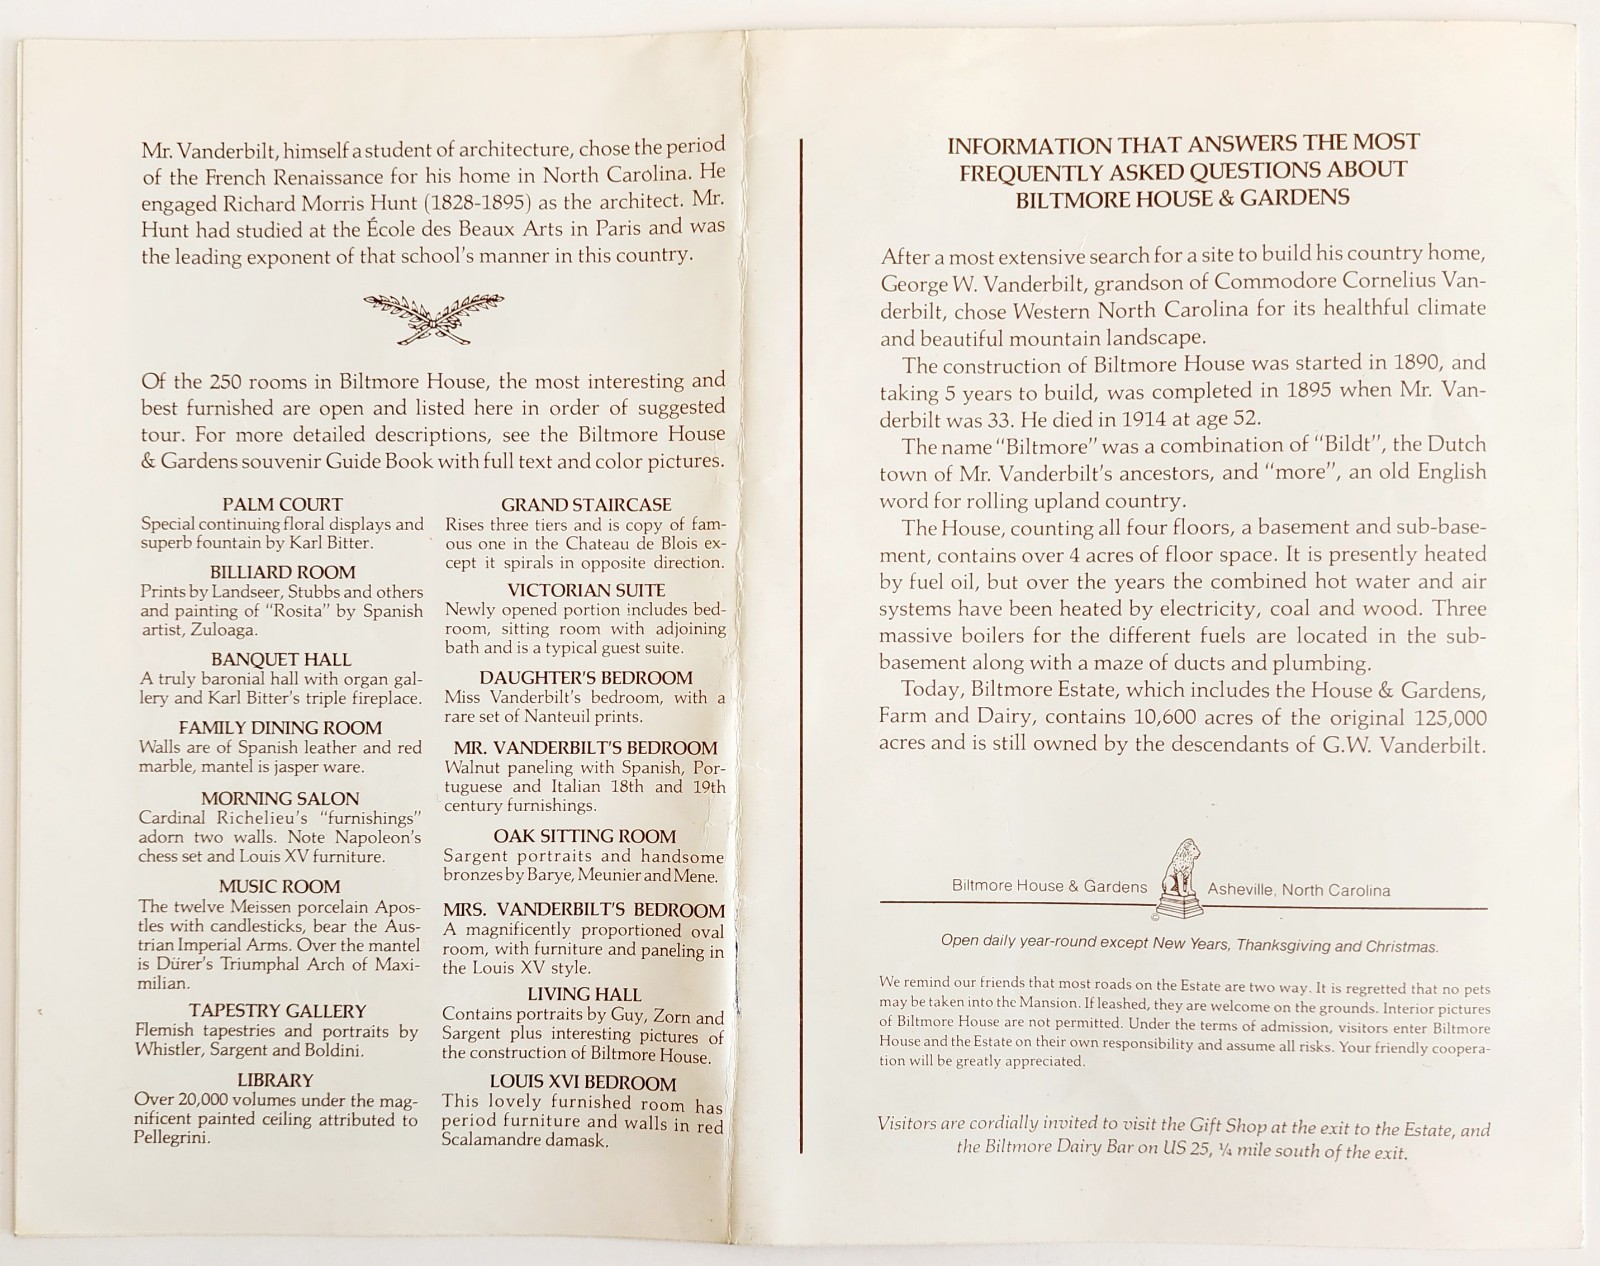 Mr. Vanderbilt, himself a student of architecture, chose the period
of the French Renaissance for his home in North Carolina. He
engaged Richard Morris Hunt (1828-1895) as the architect. Mr.
Hunt had studied at the École des Beaux Arts in Paris and was
the leading exponent of that school's manner in this country.
Of the 250 rooms in Biltmore House, the most interesting and
best furnished are open and listed here in order of suggested
tour. For more detailed descriptions, see the Biltmore House
& Gardens souvenir Guide Book with full text and color pictures.
PALM COURT
Special continuing floral displays and
superb fountain by Karl Bitter.
BILLIARD ROOM
Prints by Landseer, Stubbs and others
and painting of "Rosita" by Spanish
artist, Zuloaga.
BANQUET HALL
A truly baronial hall with organ gal-
lery and Karl Bitter's triple fireplace.
FAMILY DINING ROOM
Walls are of Spanish leather and red
marble, mantel is jasper ware.
MORNING SALON
Cardinal Richelieu's "furnishings"
adorn two walls. Note Napoleon's
chess set and Louis XV furniture.
MUSIC ROOM
The twelve Meissen porcelain Apos-
tles with candlesticks, bear the Aus-
trian Imperial Arms. Over the mantel
is Dürer's Triumphal Arch of Maxi-
milian.
TAPESTRY GALLERY
Flemish tapestries and portraits by
Whistler, Sargent and Boldini.
LIBRARY
Over 20,000 volumes under the mag-
nificent painted ceiling attributed to
Pellegrini.
GRAND STAIRCASE
Rises three tiers and is copy of fam-
ous one in the Chateau de Blois ex-
cept it spirals in opposite direction.
VICTORIAN SUITE
Newly opened portion includes bed-
room, sitting room with adjoining
bath and is a typical guest suite.
DAUGHTER'S BEDROOM
Miss Vanderbilt's bedroom, with a
rare set of Nanteuil prints.
MR. VANDERBILT'S BEDROOM
Walnut paneling with Spanish, Por-
tuguese and Italian 18th and 19th
century furnishings.
OAK SITTING ROOM
Sargent portraits and handsome
bronzes by Barye, Meunier and Mene.
MRS. VANDERBILT'S BEDROOM
A magnificently proportioned oval
room, with furniture and paneling in
the Louis XV style.
LIVING HALL
Contains portraits by Guy, Zorn and
Sargent plus interesting pictures of
the construction of Biltmore House.
LOUIS XVI BEDROOM
This lovely furnished room has
period furniture and walls in red
Scalamandre damask.
INFORMATION THAT ANSWERS THE MOST
FREQUENTLY ASKED QUESTIONS ABOUT
BILTMORE HOUSE & GARDENS
After a most extensive search for a site to build his country home,
George W. Vanderbilt, grandson of Commodore Cornelius Van-
derbilt, chose Western North Carolina for its healthful climate
and beautiful mountain landscape.
The construction of Biltmore House was started in 1890, and
taking 5 years to build, was completed in 1895 when Mr. Van-
derbilt was 33. He died in 1914 at age 52.
The name "Biltmore" was a combination of "Bildt", the Dutch
town of Mr. Vanderbilt's ancestors, and "more", an old English
word for rolling upland country.
The House, counting all four floors, a basement and sub-base-
ment, contains over 4 acres of floor space. It is presently heated
by fuel oil, but over the years the combined hot water and air
systems have been heated by electricity, coal and wood. Three
massive boilers for the different fuels are located in the sub-
basement along with a maze of ducts and plumbing.
Today, Biltmore Estate, which includes the House & Gardens,
Farm and Dairy, contains 10,600 acres of the original 125,000
acres and is still owned by the descendants of G.W. Vanderbilt.
Biltmore House & Gardens Asheville, North Carolina
©
Open daily year-round except New Years, Thanksgiving and Christmas.
We remind our friends that most roads on the Estate are two way. It is regretted that no pets
may be taken into the Mansion. If leashed, they are welcome on the grounds. Interior pictures
of Biltmore House are not permitted. Under the terms of admission, visitors enter Biltmore
House and the Estate on their own responsibility and assume all risks. Your friendly coopera-
tion will be greatly appreciated.
Visitors are cordially invited to visit the Gift Shop at the exit to the Estate, and
the Biltmore Dairy Bar on US 25, ¼ mile south of the exit.